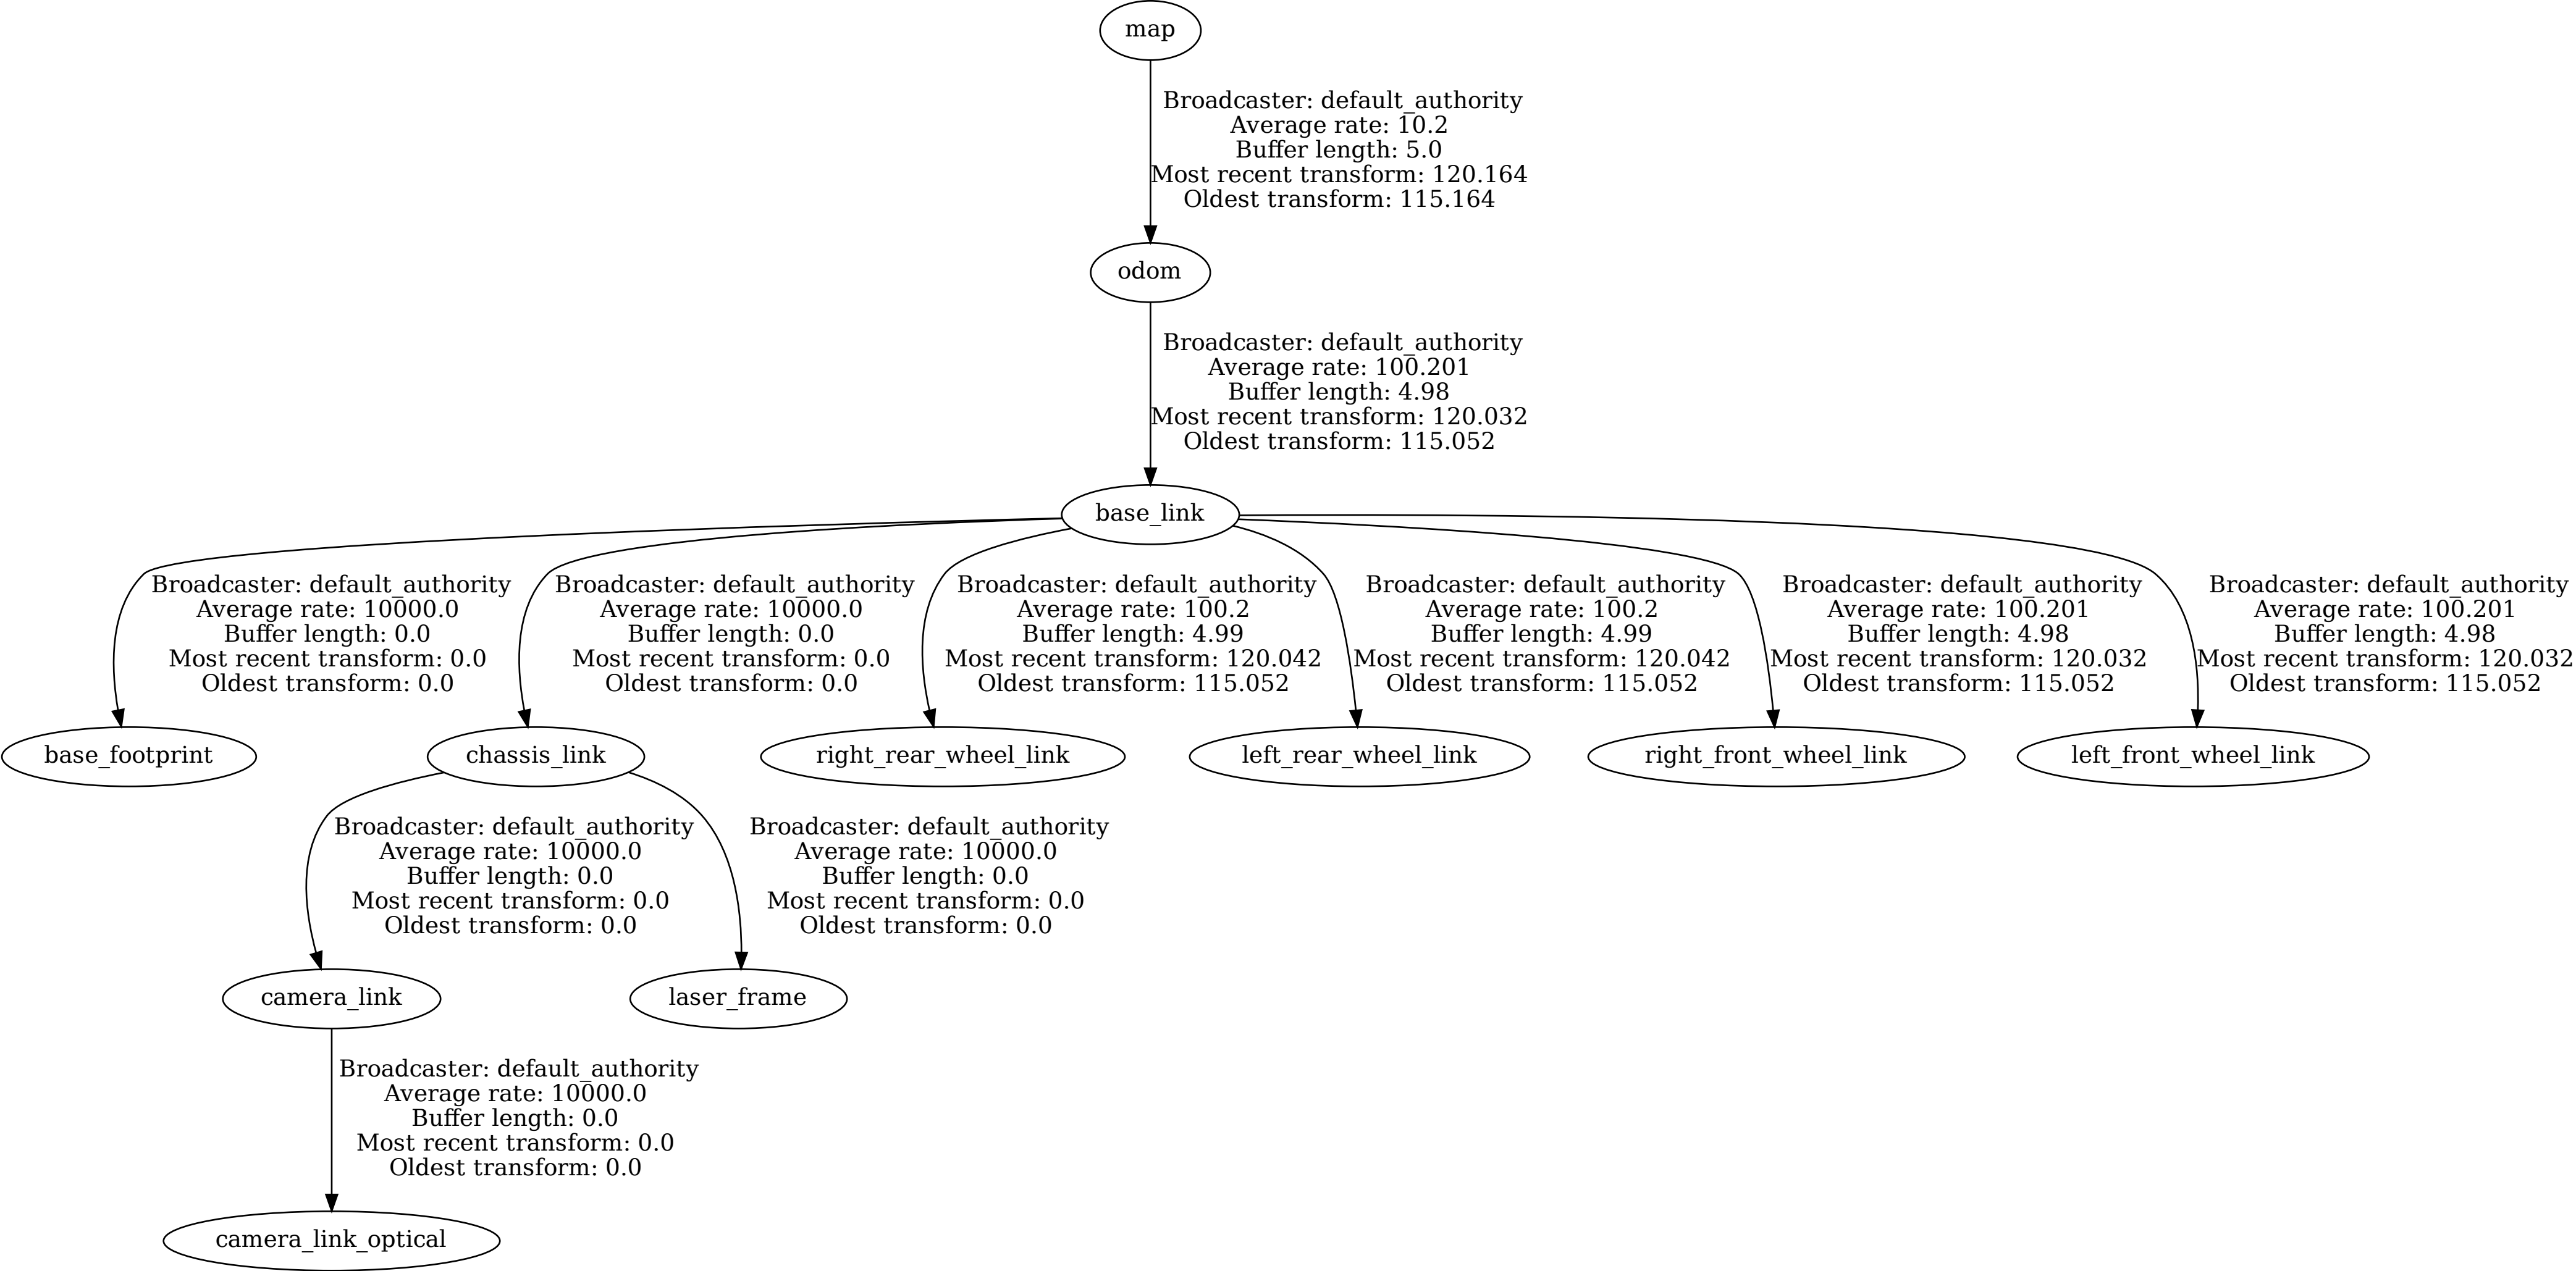 map
Broadcaster: default_authority
Average rate: 10.2
Buffer length: 5.0
Most recent transform: 120.164
Oldest transform: 115.164
odom
Broadcaster: default_authority
Average rate: 100.201
Buffer length: 4.98
Most recent transform: 120.032
Oldest transform: 115.052
base_link
Broadcaster: default_authority
Average rate: 10000.0
Buffer length: 0.0
Most recent transform: 0.0
Oldest transform: 0.0
Broadcaster: default_authority
Average rate: 10000.0
Buffer length: 0.0
Most recent transform: 0.0
Oldest transform: 0.0
Broadcaster: default_authority
Average rate: 100.2
Buffer length: 4.99
Most recent transform: 120.042
Oldest transform: 115.052
Broadcaster: default_authority
Average rate: 100.2
Buffer length: 4.99
Most recent transform: 120.042
Oldest transform: 115.052
Broadcaster: default_authority
Average rate: 100.201
Buffer length: 4.98
Most recent transform: 120.032
Oldest transform: 115.052
Broadcaster: default_authority
Average rate: 100.201
Buffer length: 4.98
Most recent transform: 120.032
Oldest transform: 115.052
base_footprint
chassis_link
right_rear_wheel_link
left_rear_wheel_link
right_front_wheel_link
left_front_wheel_link
Broadcaster: default_authority
Average rate: 10000.0
Buffer length: 0.0
Most recent transform: 0.0
Oldest transform: 0.0
Broadcaster: default_authority
Average rate: 10000.0
Buffer length: 0.0
Most recent transform: 0.0
Oldest transform: 0.0
camera_link
laser_frame
Broadcaster: default_authority
Average rate: 10000.0
Buffer length: 0.0
Most recent transform: 0.0
Oldest transform: 0.0
camera_link_optical